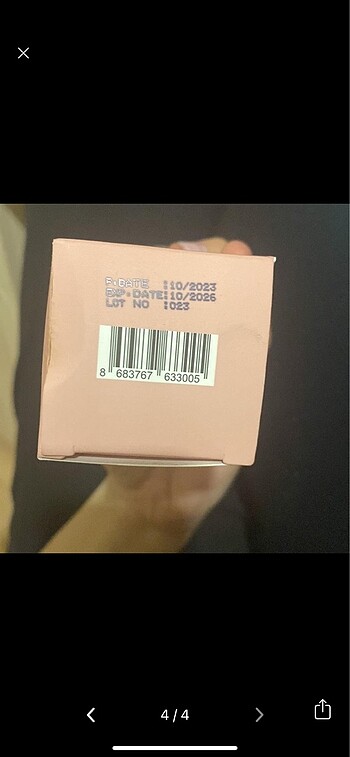 P.DATE :10/2023
EXP.DATE:10/2026
LOT NO :023
8 683767 633005
4/4